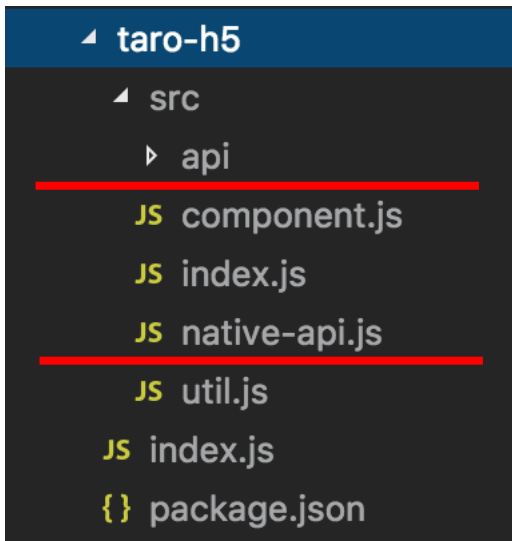 taro-h5
src
api
JS component.js
JS index.js
JS native-api.js
JS util.js
JS index.js
{} package.json